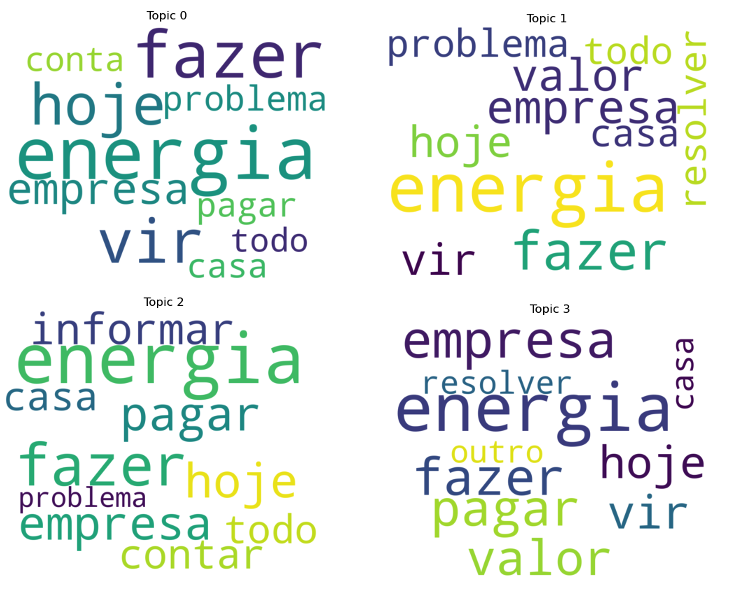 Topic 0
conta
fazer
hoje
problema
energia
empresa
pagar
vir
todo
casa
Topic 1
problema
todo
valor
resolver
empresa
casa
hoje
energia
fazer
vir
Topic 2
informar
energia
casa
pagar
fazer
hoje
problema
empresa
todo
contar
Topic 3
empresa
casa
resolver
energia
outro
hoje
fazer
pagar
vir
valor